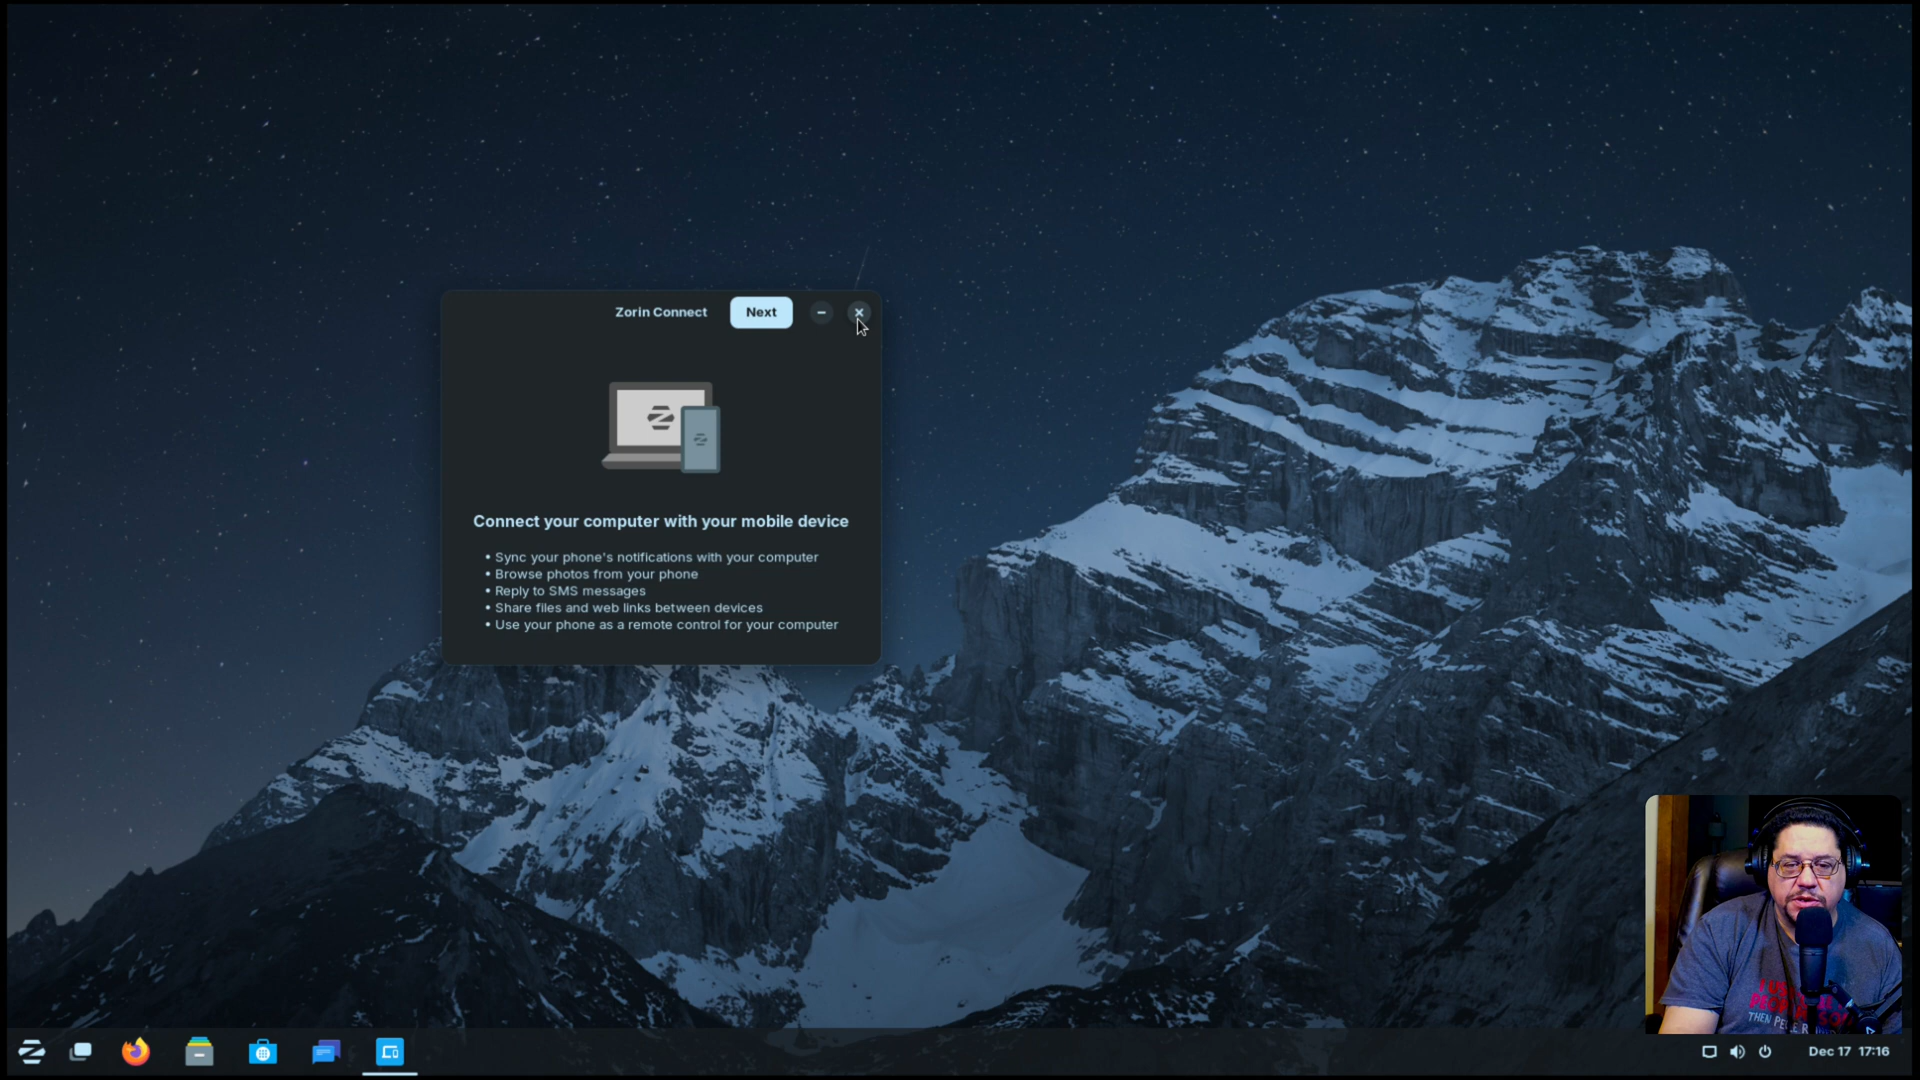 Zorin Connect
Next
Connect your computer with your mobile device
• Sync your phone's notifications with your computer
• Browse photos from your phone
• Reply to SMS messages
• Share files and web links between devices
• Use your phone as a remote control for your computer
Dec 17 17:16